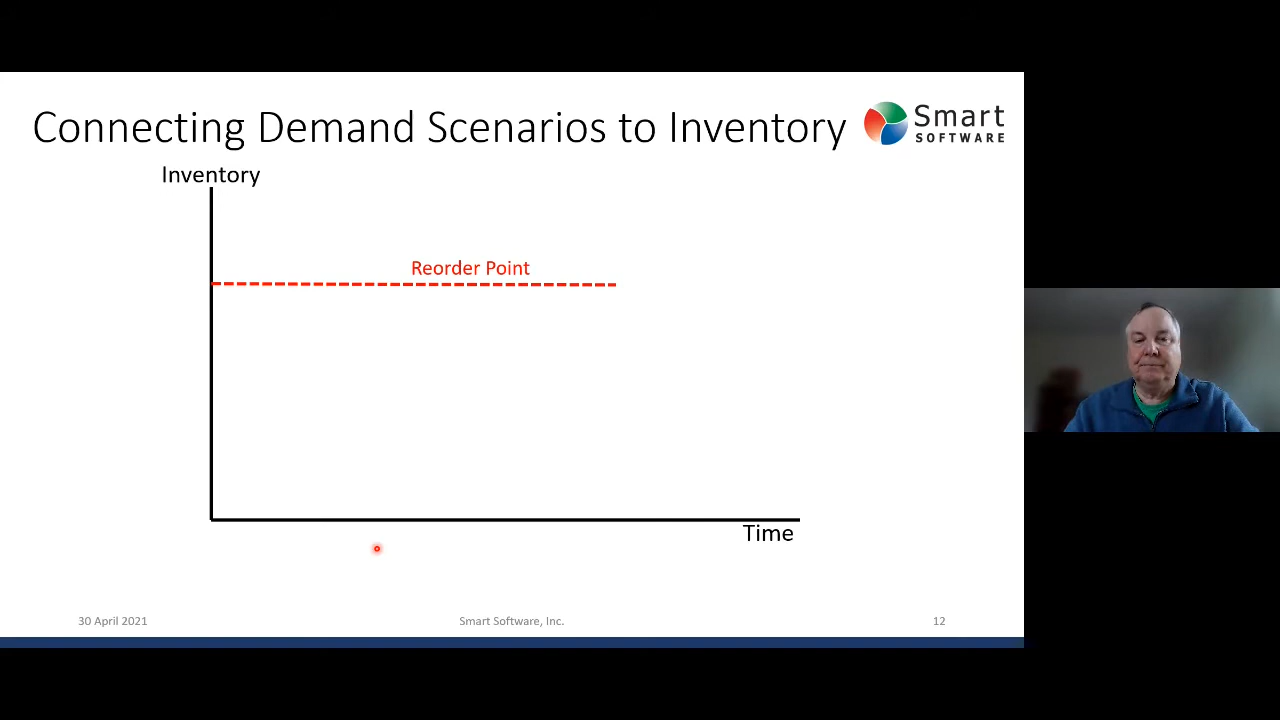 Connecting Demand Scenarios to Inventory
Smart
SOFTWARE
Inventory
Reorder Point
Time
30 April 2021
Smart Software, Inc.
12